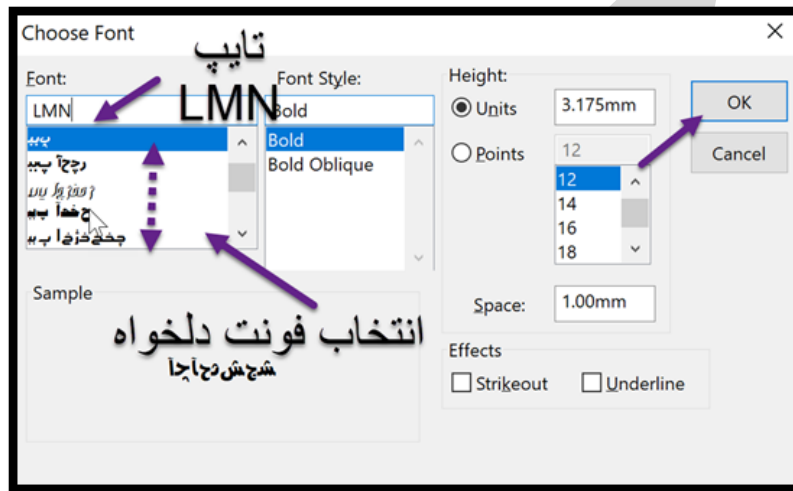 Choose Font
تایپ
LMN
Font:
LMN
Font Style:
Bold
Bold
Bold Oblique
انتخاب فونت دلخواه
Sample
Height:
Units
3.175mm
Points
12
12
14
16
18
Space:
1.00mm
Effects
Strikeout
Underline
OK
Cancel